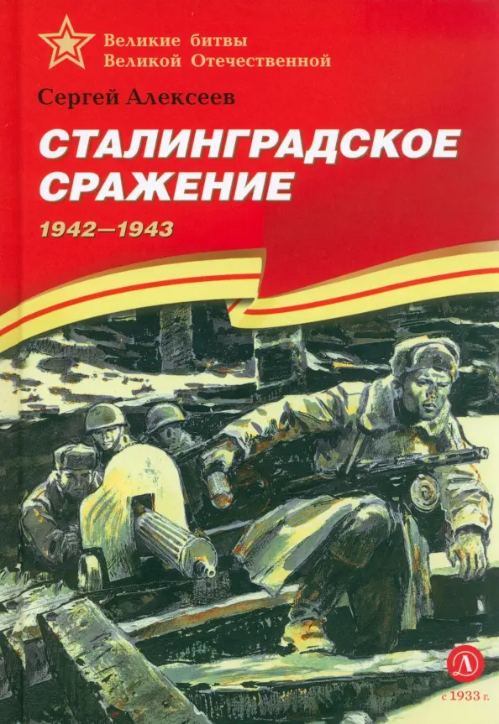 Великие битвы
Великой Отечественной
Сергей Алексеев
СТАЛИНГРАДСКОЕ
СРАЖЕНИЕ
1942—1943
Д
с 1933 г.